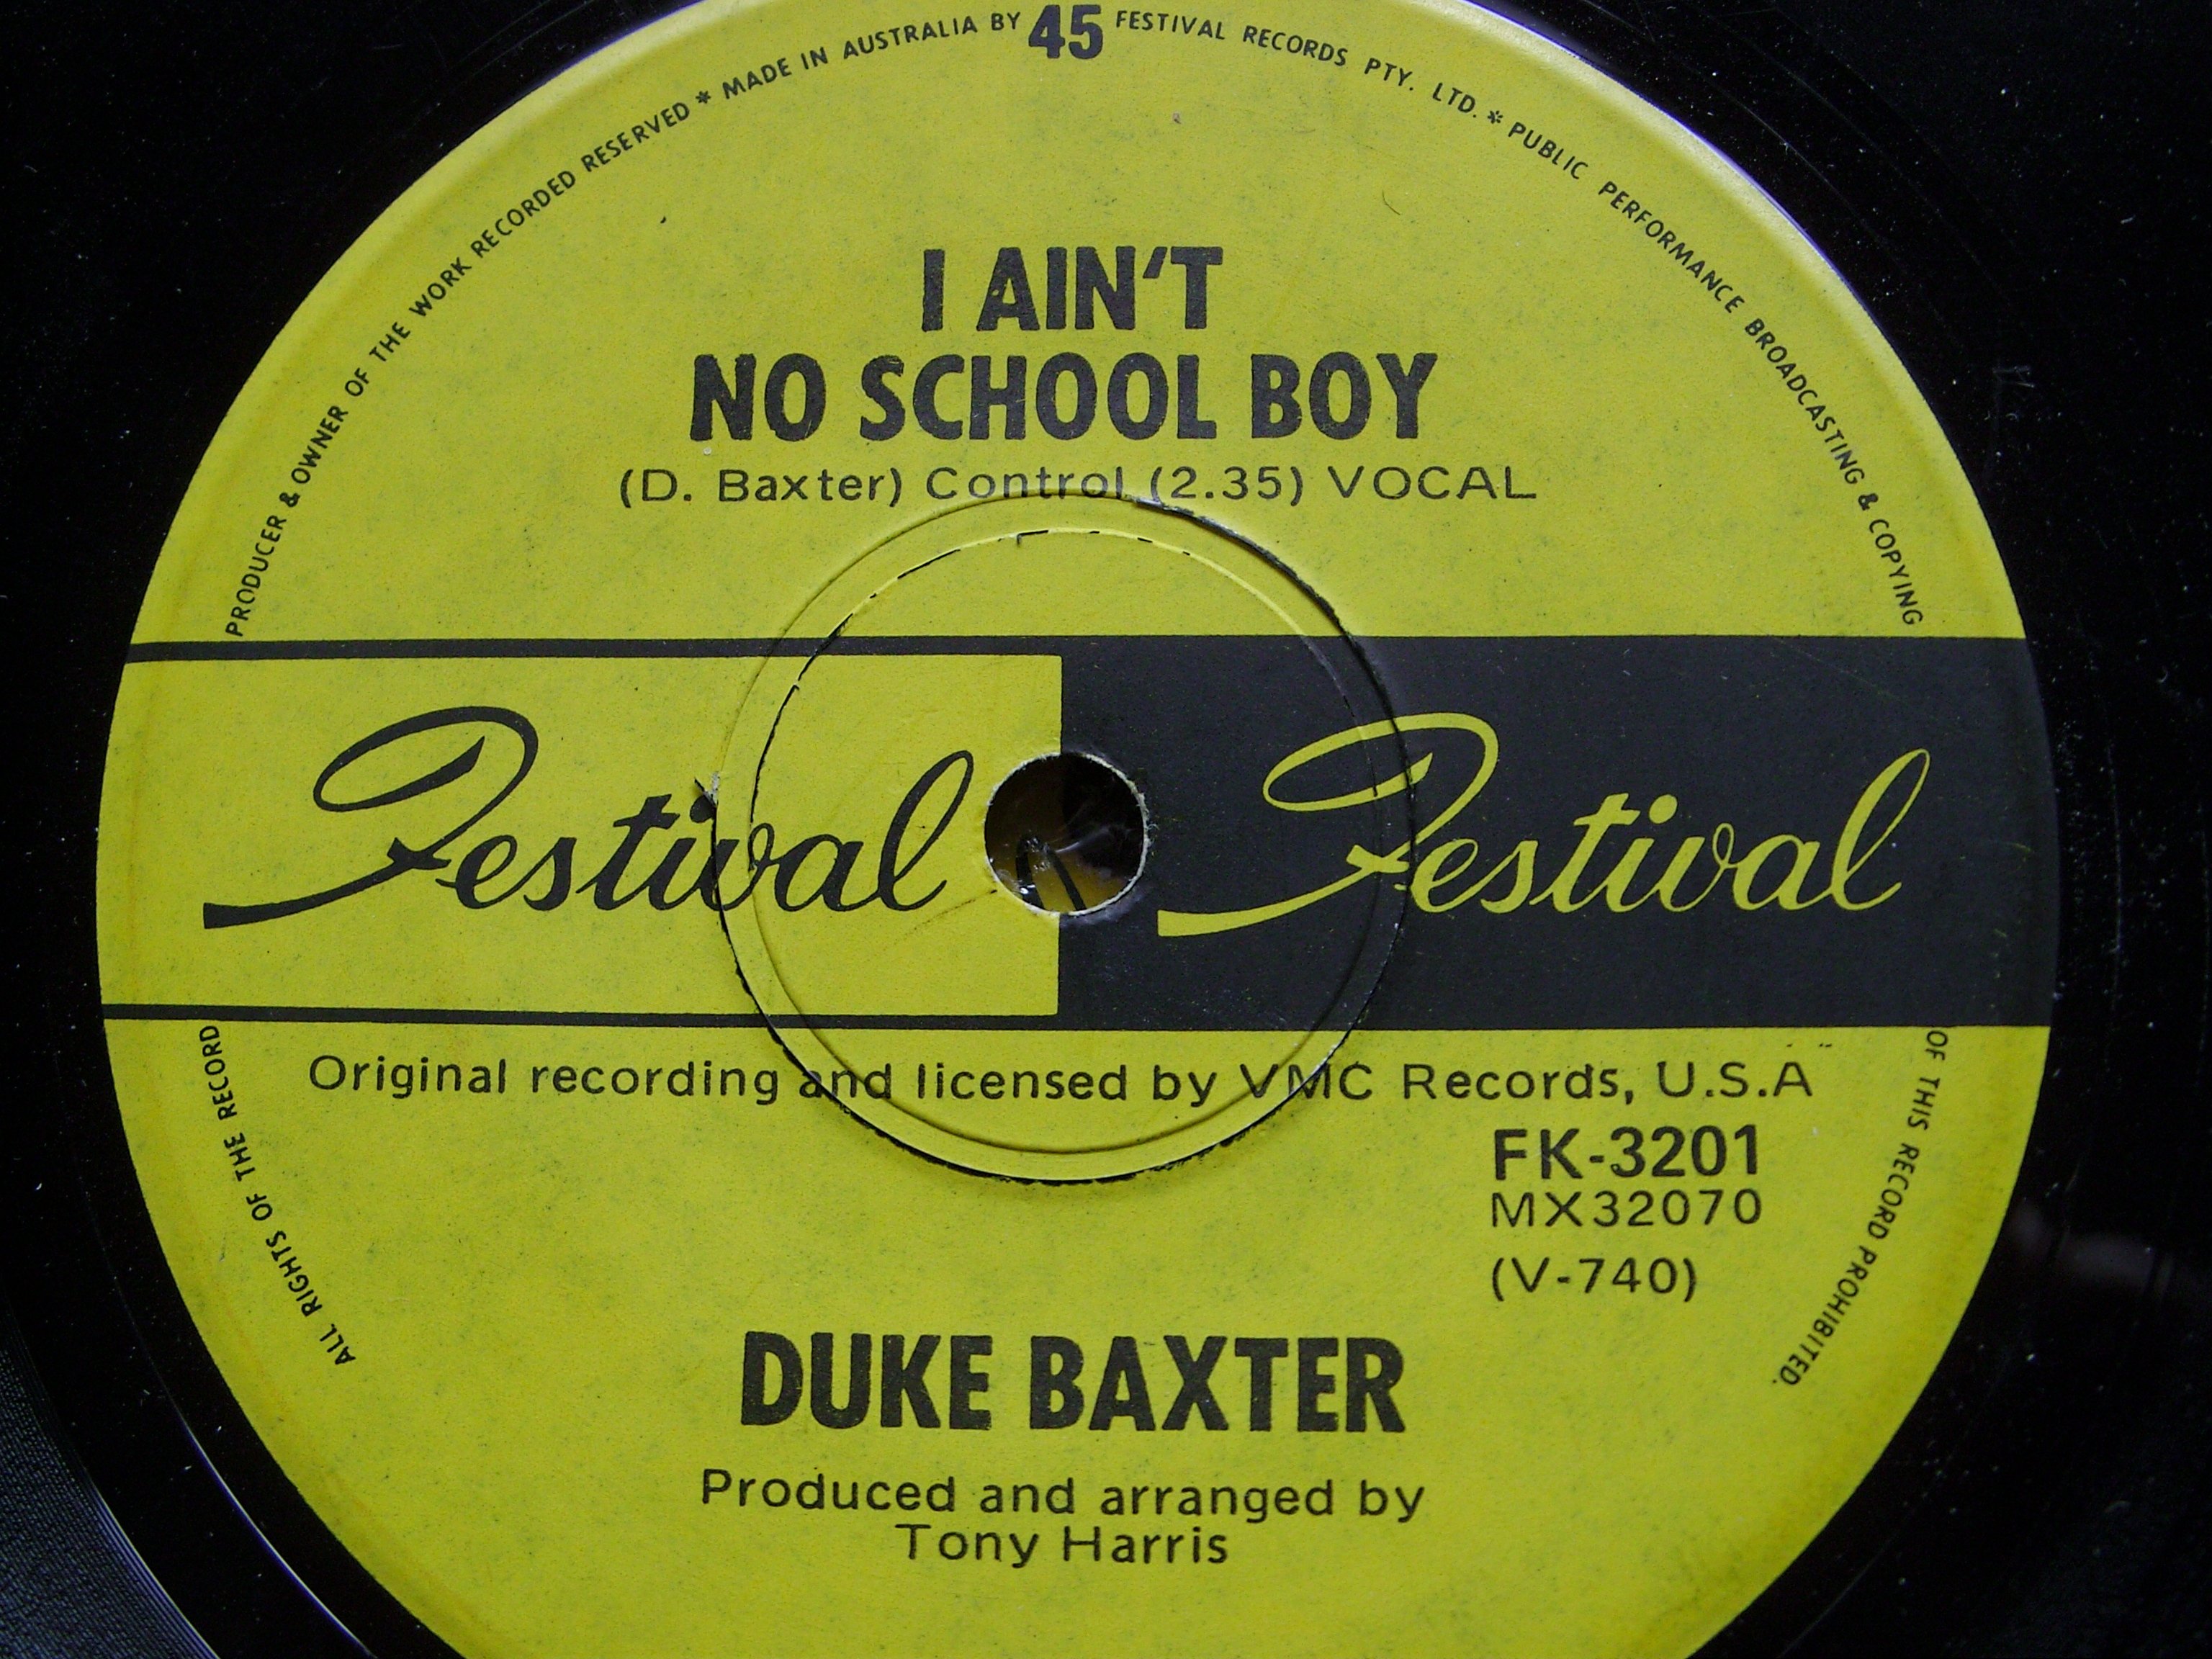 45
ALL RIGHTS OF THE RECORD PRODUCER & OWNER OF THE WORK RECORDED RESERVED * MADE IN AUSTRALIA BY FESTIVAL RECORDS PTY. LTD. * PUBLIC PERFORMANCE BROADCASTING & COPYING OF THIS RECORD PROHIBITED.
I AIN'T
NO SCHOOL BOY
(D. Baxter) Control (2.35) VOCAL
Festival Festival
Original recording and licensed by VMC Records, U.S.A
FK-3201
MX32070
(V-740)
DUKE BAXTER
Produced and arranged by
Tony Harris